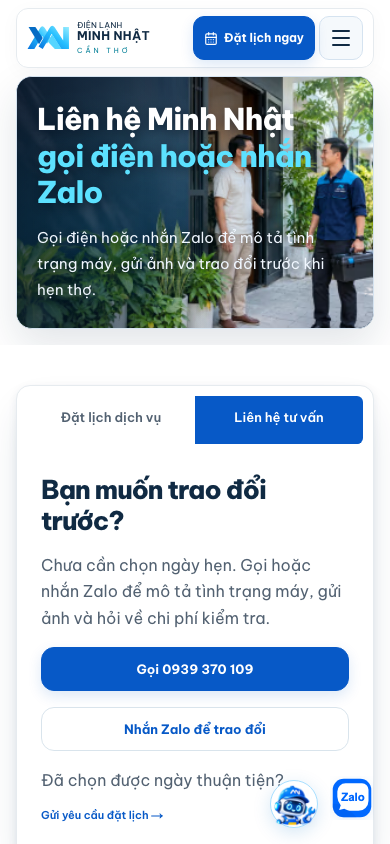 ĐIỆN LẠNH
MINH NHẬT
CẦN THƠ
Đặt lịch ngay
Liên hệ Minh Nhật
gọi điện hoặc nhắn
Zalo
Gọi điện hoặc nhắn Zalo để mô tả tình
trạng máy, gửi ảnh và trao đổi trước khi
hẹn thợ.
Đặt lịch dịch vụ
Liên hệ tư vấn
Bạn muốn trao đổi
trước?
Chưa cần chọn ngày hẹn. Gọi hoặc
nhắn Zalo để mô tả tình trạng máy, gửi
ảnh và hỏi về chi phí kiểm tra.
Gọi 0939 370 109
Nhắn Zalo để trao đổi
Đã chọn được ngày thuận tiện?
Gửi yêu cầu đặt lịch →
Zalo